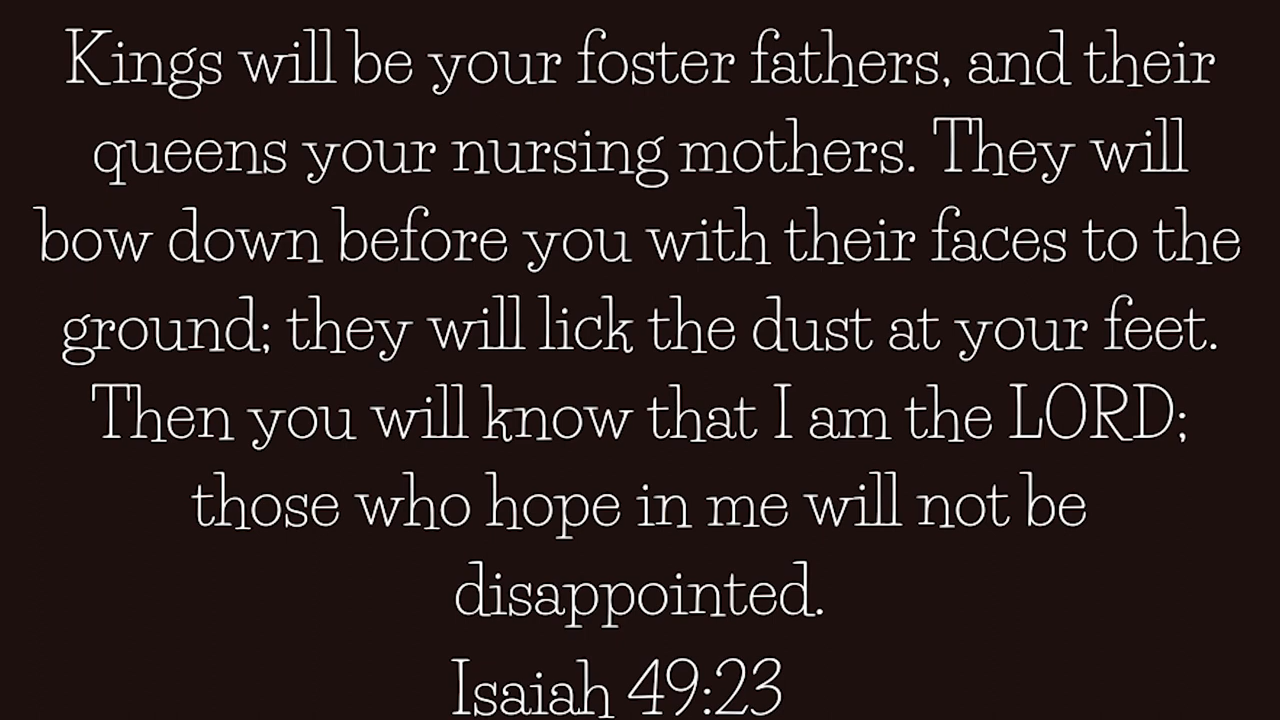 Kings will be your foster fathers, and their
queens your nursing mothers. They will
bow down before you with their faces to the
ground; they will lick the dust at your feet.
Then you will know that I am the LORD;
those who hope in me will not be
disappointed.
Isaiah 49:23